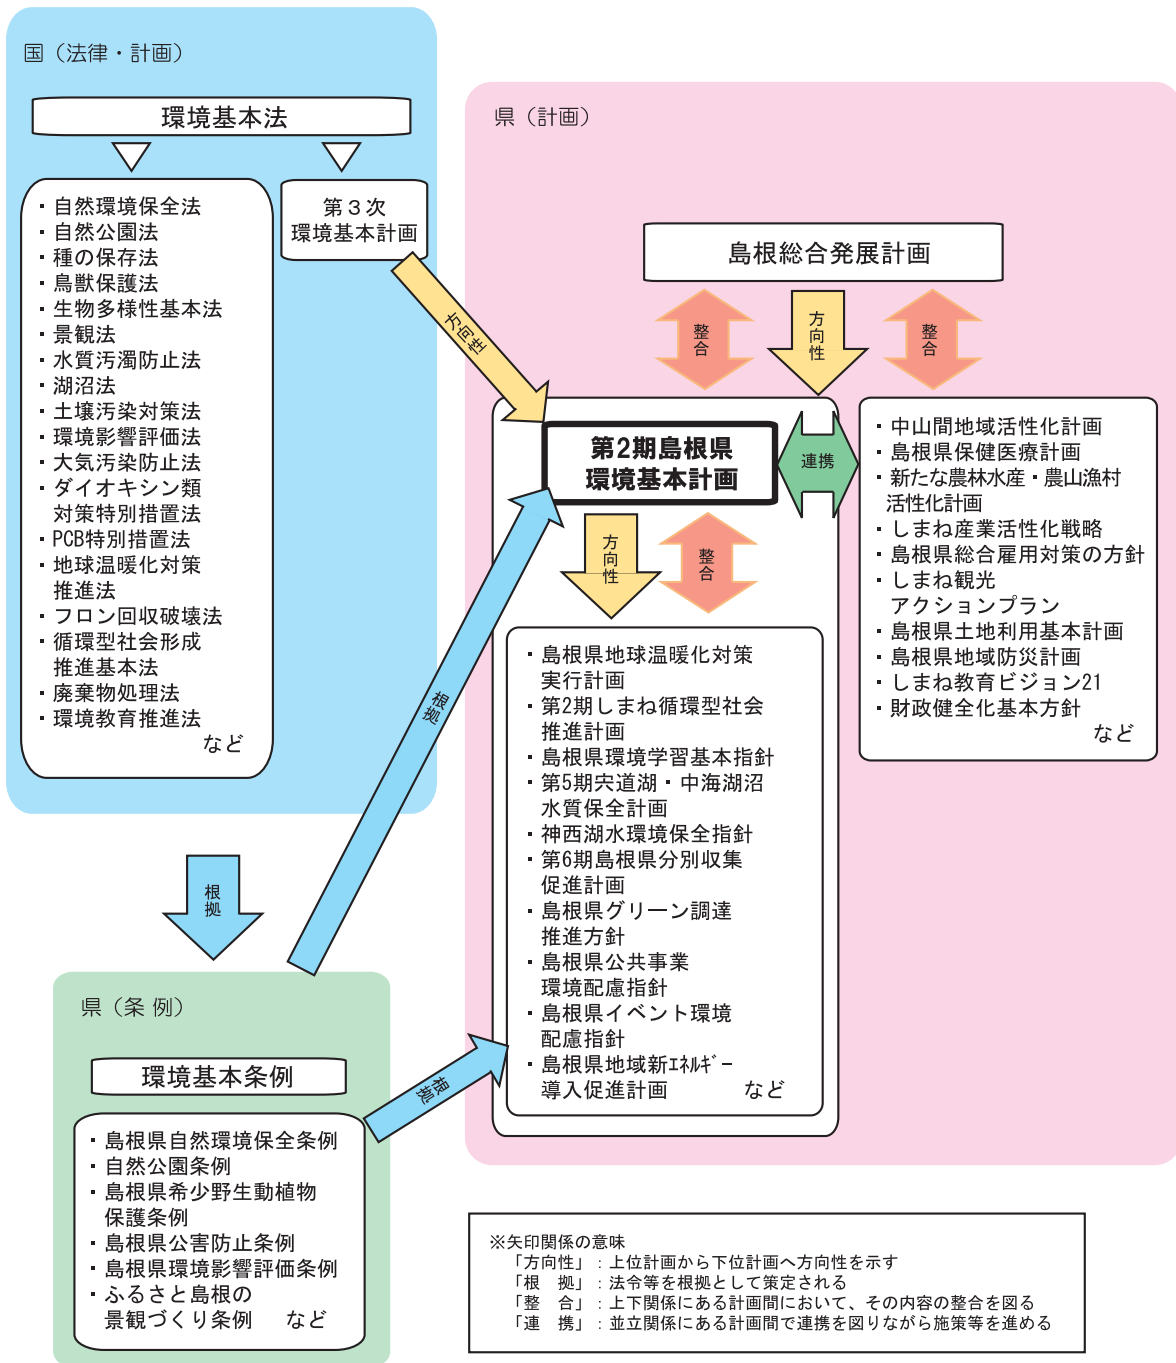 国（法律・計画）
環境基本法
・自然環境保全法
・自然公園法
・種の保存法
・鳥獣保護法
・生物多様性基本法
・景観法
・水質汚濁防止法
・湖沼法
・土壌汚染対策法
・環境影響評価法
・大気汚染防止法
・ダイオキシン類
対策特別措置法
・PCB特別措置法
・地球温暖化対策
推進法
・フロン回収破壊法
・循環型社会形成
推進基本法
・廃棄物処理法
・環境教育推進法
など
第３次
環境基本計画
方向性
根拠
県（条 例）
環境基本条例
・島根県自然環境保全条例
・自然公園条例
・島根県希少野生動植物
保護条例
・島根県公害防止条例
・島根県環境影響評価条例
・ふるさと島根の
景観づくり条例　など
根拠
根拠
県（計画）
島根総合発展計画
整合
方向性
整合
第2期島根県
環境基本計画
連携
方向性
整合
・島根県地球温暖化対策
実行計画
・第2期しまね循環型社会
推進計画
・島根県環境学習基本指針
・第5期宍道湖・中海湖沼
水質保全計画
・神西湖水環境保全指針
・第6期島根県分別収集
促進計画
・島根県グリーン調達
推進方針
・島根県公共事業
環境配慮指針
・島根県イベント環境
配慮指針
・島根県地域新ｴﾈﾙｷﾞｰ
導入促進計画　など
・中山間地域活性化計画
・島根県保健医療計画
・新たな農林水産・農山漁村
活性化計画
・しまね産業活性化戦略
・島根県総合雇用対策の方針
・しまね観光
アクションプラン
・島根県土地利用基本計画
・島根県地域防災計画
・しまね教育ビジョン21
・財政健全化基本方針
など
※矢印関係の意味
「方向性」：上位計画から下位計画へ方向性を示す
「根　拠」：法令等を根拠として策定される
「整　合」：上下関係にある計画間において、その内容の整合を図る
「連　携」：並立関係にある計画間で連携を図りながら施策等を進める